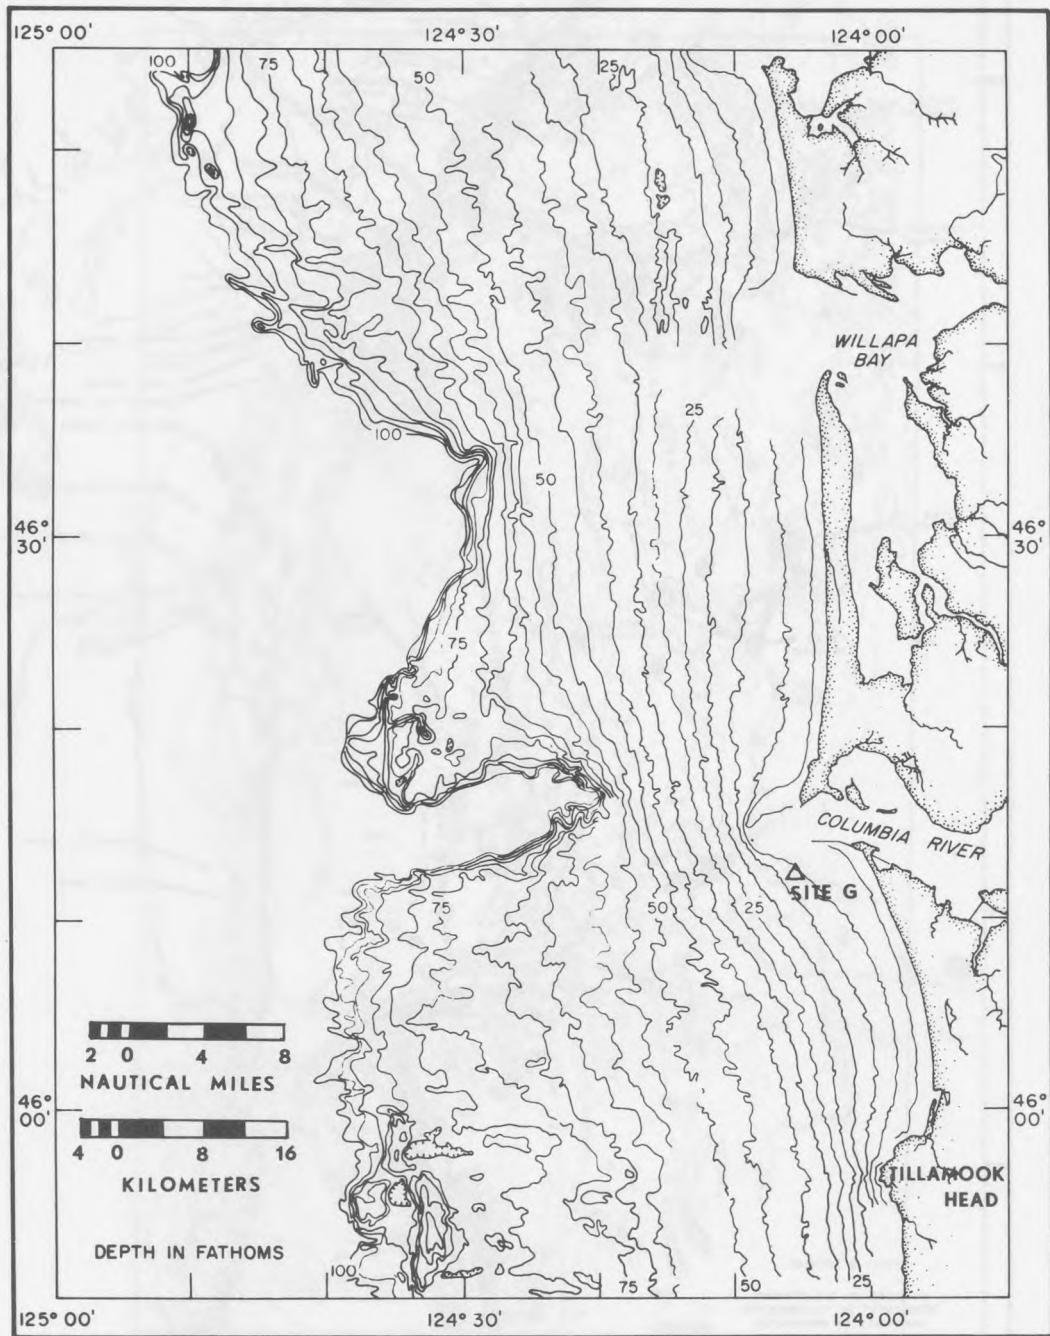 125° 00'
124° 30'
124° 00'
100
75
50
25
WILLAPA
BAY
100
25
50
46°
30'
46°
30'
75
COLUMBIA RIVER
SITE G
75
50
25
2 0 4 8
NAUTICAL MILES
46°
00'
46°
00'
4 0 8 16
KILOMETERS
TILLAMOOK
HEAD
DEPTH IN FATHOMS
100
75
50
25
125° 00'
124° 30'
124° 00'